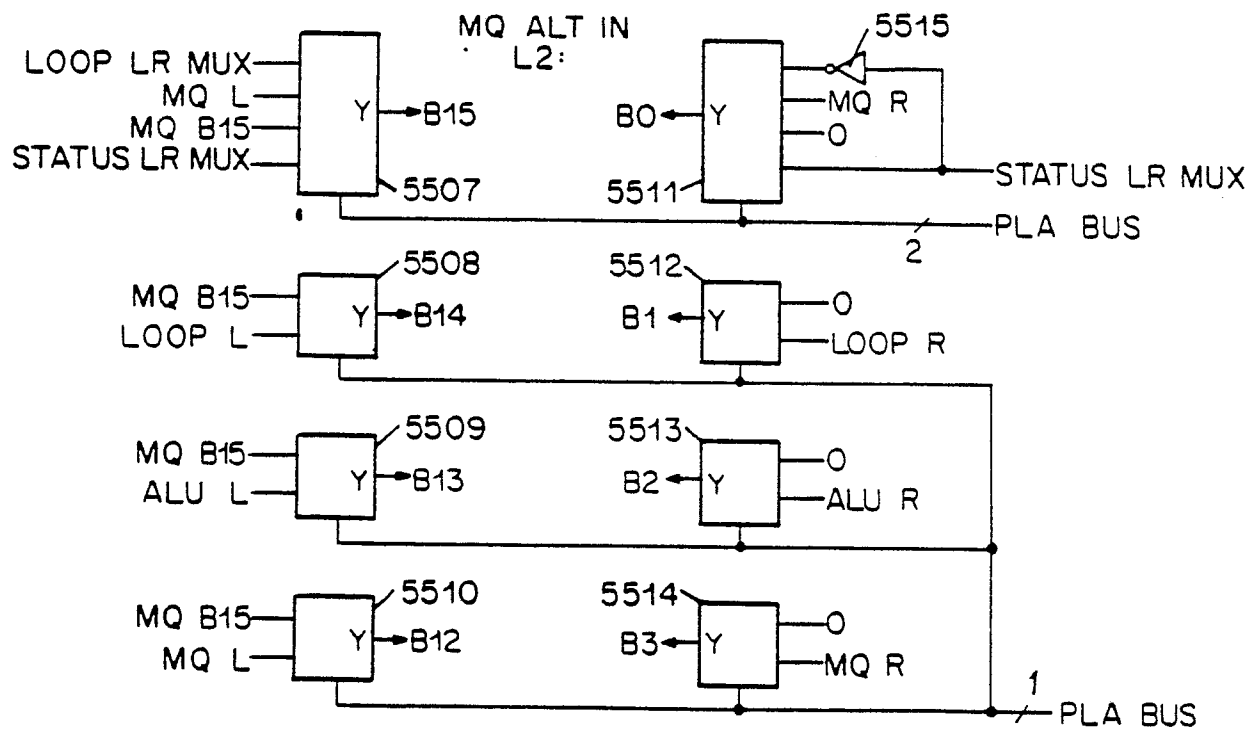 MQ ALT IN
L2:
LOOP LR MUX
MQ L
MQ B15
STATUS LR MUX
Y
B15
5507
5515
B0
Y
MQ R
0
5511
STATUS LR MUX
PLA BUS
2
5508
MQ B15
LOOP L
Y
B14
5512
B1
Y
0
LOOP R
5509
MQ B15
ALU L
Y
B13
5513
B2
Y
0
ALU R
5510
MQ B15
MQ L
Y
B12
5514
B3
Y
0
MQ R
1
PLA BUS